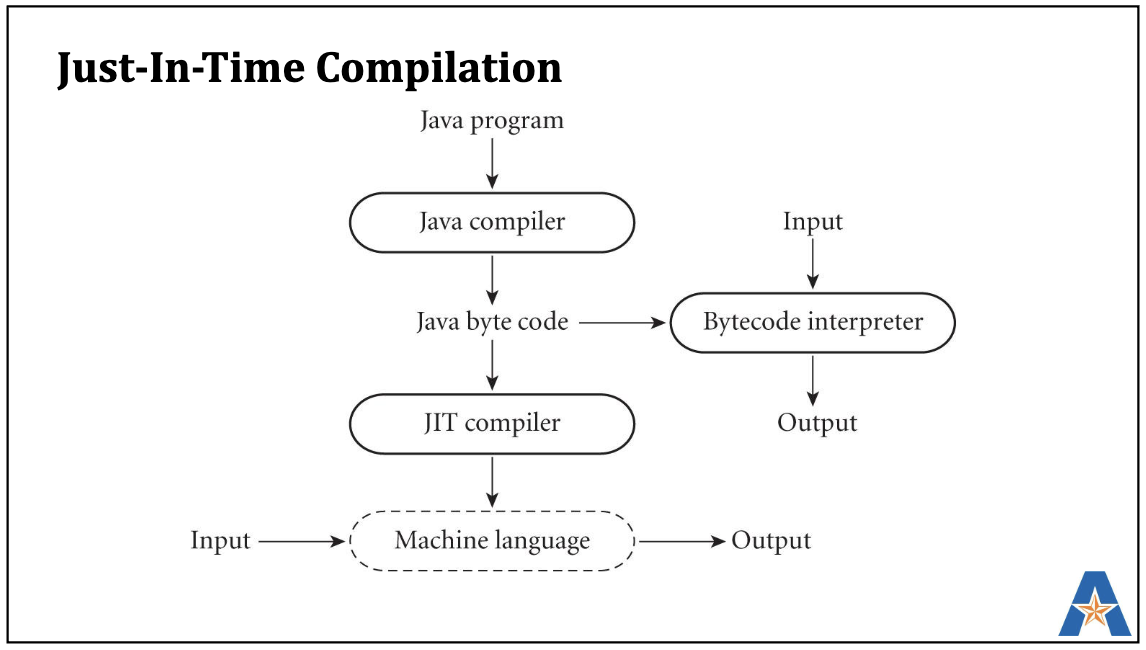 Just-In-Time Compilation
Java program
Java compiler
Input
Java byte code
Bytecode interpreter
JIT compiler
Output
Input
Machine language
Output